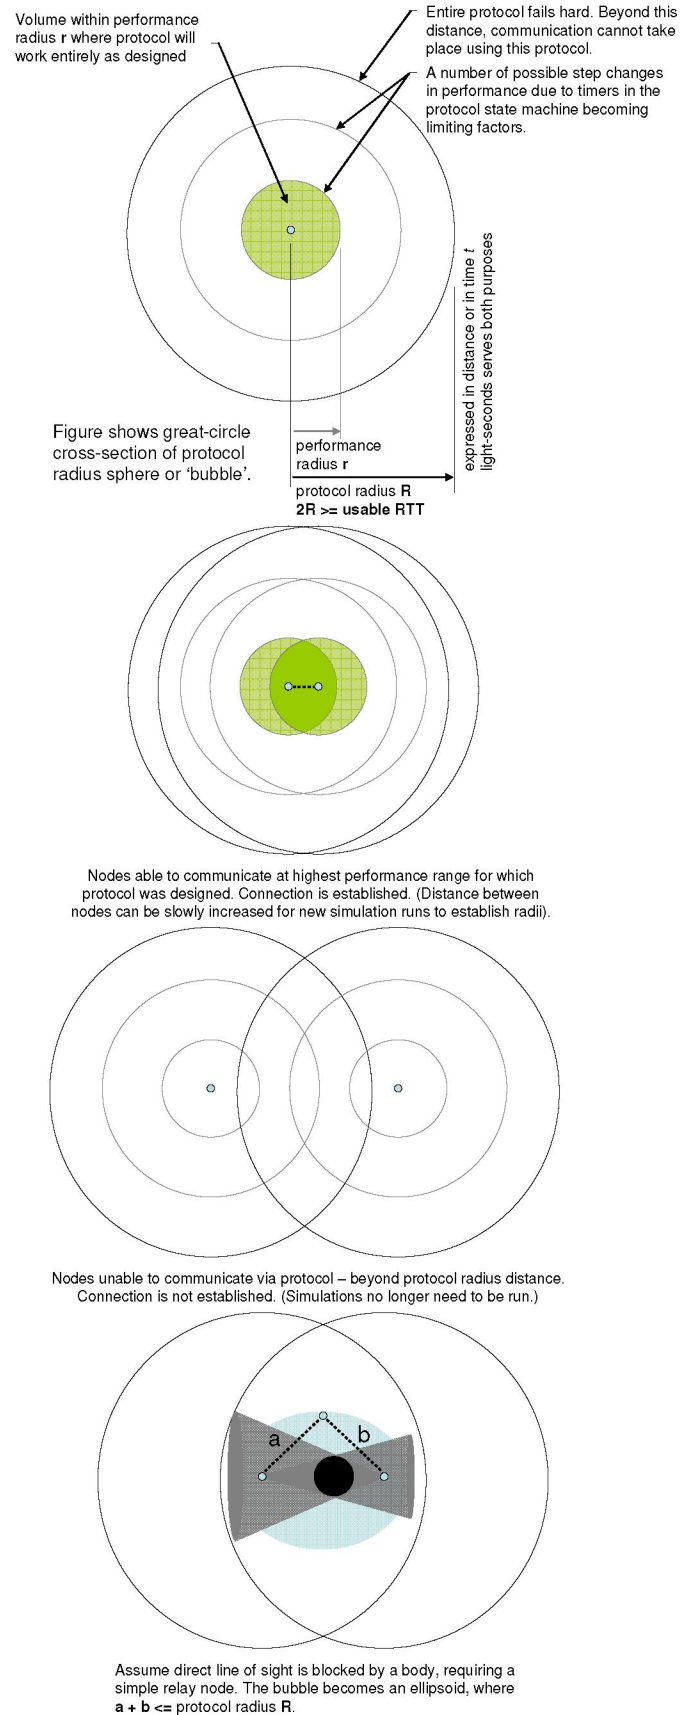 Volume within performance
radius r where protocol will
work entirely as designed
Entire protocol fails hard. Beyond this
distance, communication cannot take
place using this protocol.
A number of possible step changes
in performance due to timers in the
protocol state machine becoming
limiting factors.
expressed in distance or in time t
light-seconds serves both purposes
Figure shows great-circle
cross-section of protocol
radius sphere or ‘bubble’.
performance
radius r
protocol radius R
2R >= usable RTT
Nodes able to communicate at highest performance range for which
protocol was designed. Connection is established. (Distance between
nodes can be slowly increased for new simulation runs to establish radii).
Nodes unable to communicate via protocol – beyond protocol radius distance.
Connection is not established. (Simulations no longer need to be run.)
a
b
Assume direct line of sight is blocked by a body, requiring a
simple relay node. The bubble becomes an ellipsoid, where
a + b <= protocol radius R.